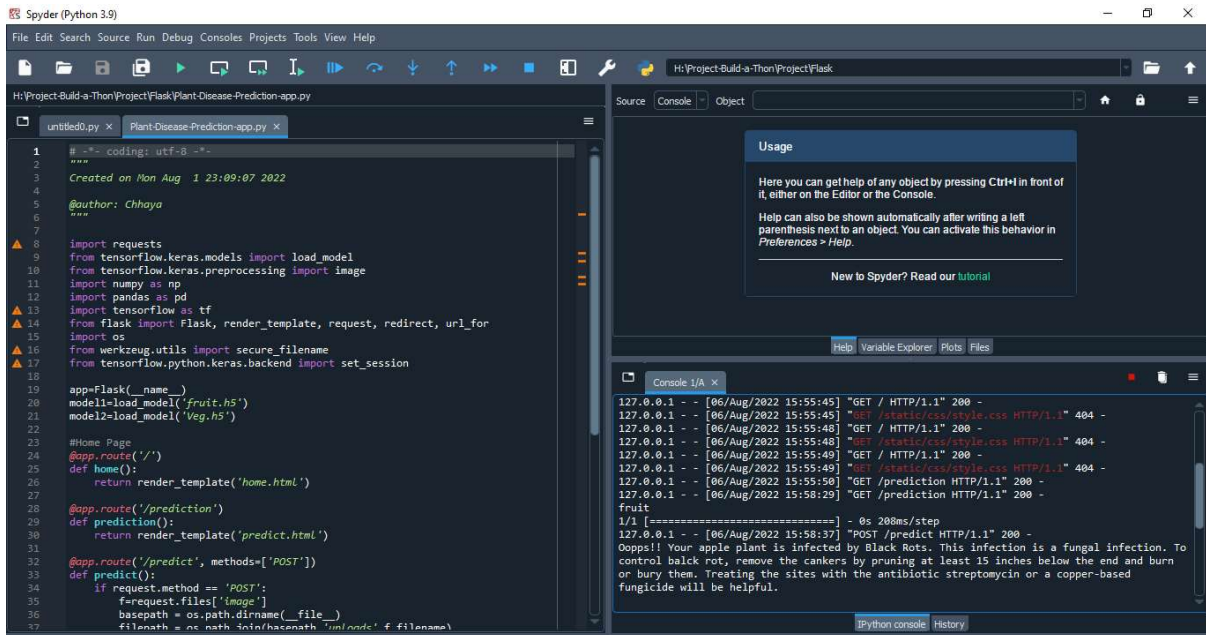 Spyder (Python 3.9)
File Edit Search Source Run Debug Consoles Projects Tools View Help
H:\Project-Build-a-Thon\Project\Flask
H:\Project-Build-a-Thon\Project\Flask\Plant-Disease-Prediction-app.py
untitled0.py
Plant-Disease-Prediction-app.py
1 # -*- coding: utf-8 -*-
2 """
3 Created on Mon Aug  1 23:09:07 2022
4
5 @author: Chhaya
6 """
7
8 import requests
9 from tensorflow.keras.models import load_model
10 from tensorflow.keras.preprocessing import image
11 import numpy as np
12 import pandas as pd
13 import tensorflow as tf
14 from flask import Flask, render_template, request, redirect, url_for
15 import os
16 from werkzeug.utils import secure_filename
17 from tensorflow.python.keras.backend import set_session
18
19 app=Flask(__name__)
20 model1=load_model('fruit.h5')
21 model2=load_model('Veg.h5')
22
23 #Home Page
24 @app.route('/')
25 def home():
26     return render_template('home.html')
27
28 @app.route('/prediction')
29 def prediction():
30     return render_template('predict.html')
31
32 @app.route('/predict', methods=['POST'])
33 def predict():
34     if request.method == 'POST':
35         f=request.files['image']
36         basepath = os.path.dirname(__file__)
37         filepath = os.path.join(basepath,'uploads',f.filename)
Source Console Object
Usage
Here you can get help of any object by pressing Ctrl+I in front of
it, either on the Editor or the Console.
Help can also be shown automatically after writing a left
parenthesis next to an object. You can activate this behavior in
Preferences > Help.
New to Spyder? Read our tutorial
Help Variable Explorer Plots Files
Console 1/A
127.0.0.1 - - [06/Aug/2022 15:55:45] "GET / HTTP/1.1" 200 -
127.0.0.1 - - [06/Aug/2022 15:55:45] "GET /static/css/style.css HTTP/1.1" 404 -
127.0.0.1 - - [06/Aug/2022 15:55:48] "GET / HTTP/1.1" 200 -
127.0.0.1 - - [06/Aug/2022 15:55:48] "GET /static/css/style.css HTTP/1.1" 404 -
127.0.0.1 - - [06/Aug/2022 15:55:49] "GET / HTTP/1.1" 200 -
127.0.0.1 - - [06/Aug/2022 15:55:49] "GET /static/css/style.css HTTP/1.1" 404 -
127.0.0.1 - - [06/Aug/2022 15:55:50] "GET /prediction HTTP/1.1" 200 -
127.0.0.1 - - [06/Aug/2022 15:58:29] "GET /prediction HTTP/1.1" 200 -
fruit
1/1 [==============================] - 0s 208ms/step
127.0.0.1 - - [06/Aug/2022 15:58:37] "POST /predict HTTP/1.1" 200 -
Oopps!! Your apple plant is infected by Black Rots. This infection is a fungal infection. To
control balck rot, remove the cankers by pruning at least 15 inches below the end and burn
or bury them. Treating the sites with the antibiotic streptomycin or a copper-based
fungicide will be helpful.
IPython console History